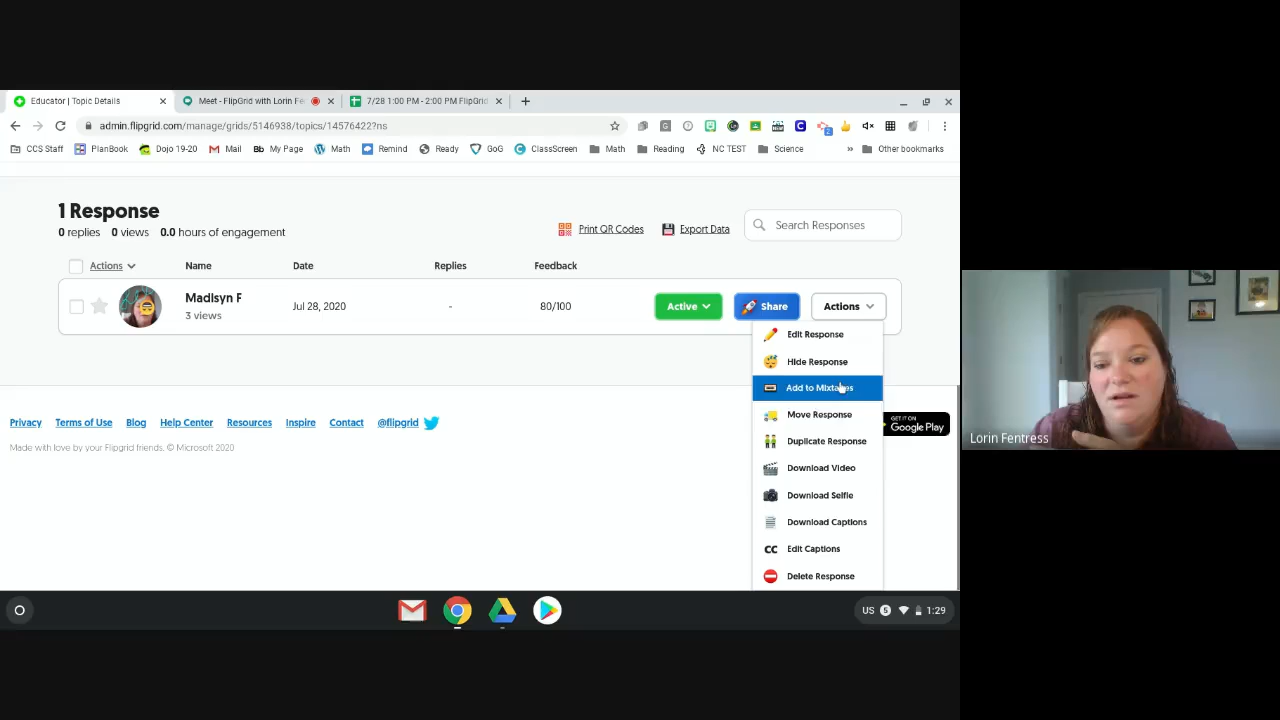 Educator | Topic Details
Meet - FlipGrid with Lorin Fe
7/28 1:00 PM - 2:00 PM FlipGrid
admin.flipgrid.com/manage/grids/5146938/topics/14576422?ns
CCS Staff PlanBook Dojo 19-20 Mail Bb My Page Math Remind Ready GoG ClassScreen Math Reading NC TEST Science » Other bookmarks
1 Response
0 replies 0 views 0.0 hours of engagement
Print QR Codes Export Data Search Responses
Actions Name Date Replies Feedback
Madisyn F
3 views
Jul 28, 2020 - 80/100 Active Share Actions
Edit Response
Hide Response
Add to Mixtapes
Move Response
Duplicate Response
Download Video
Download Selfie
Download Captions
CC Edit Captions
Delete Response
Privacy Terms of Use Blog Help Center Resources Inspire Contact @flipgrid
GET IT ON
Google Play
Made with love by your Flipgrid friends. © Microsoft 2020
Lorin Fentress
US 5 1:29